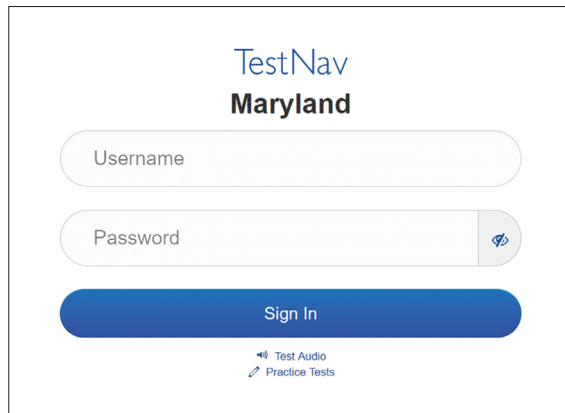 TestNav
Maryland
Username
Password
Sign In
Test Audio
Practice Tests